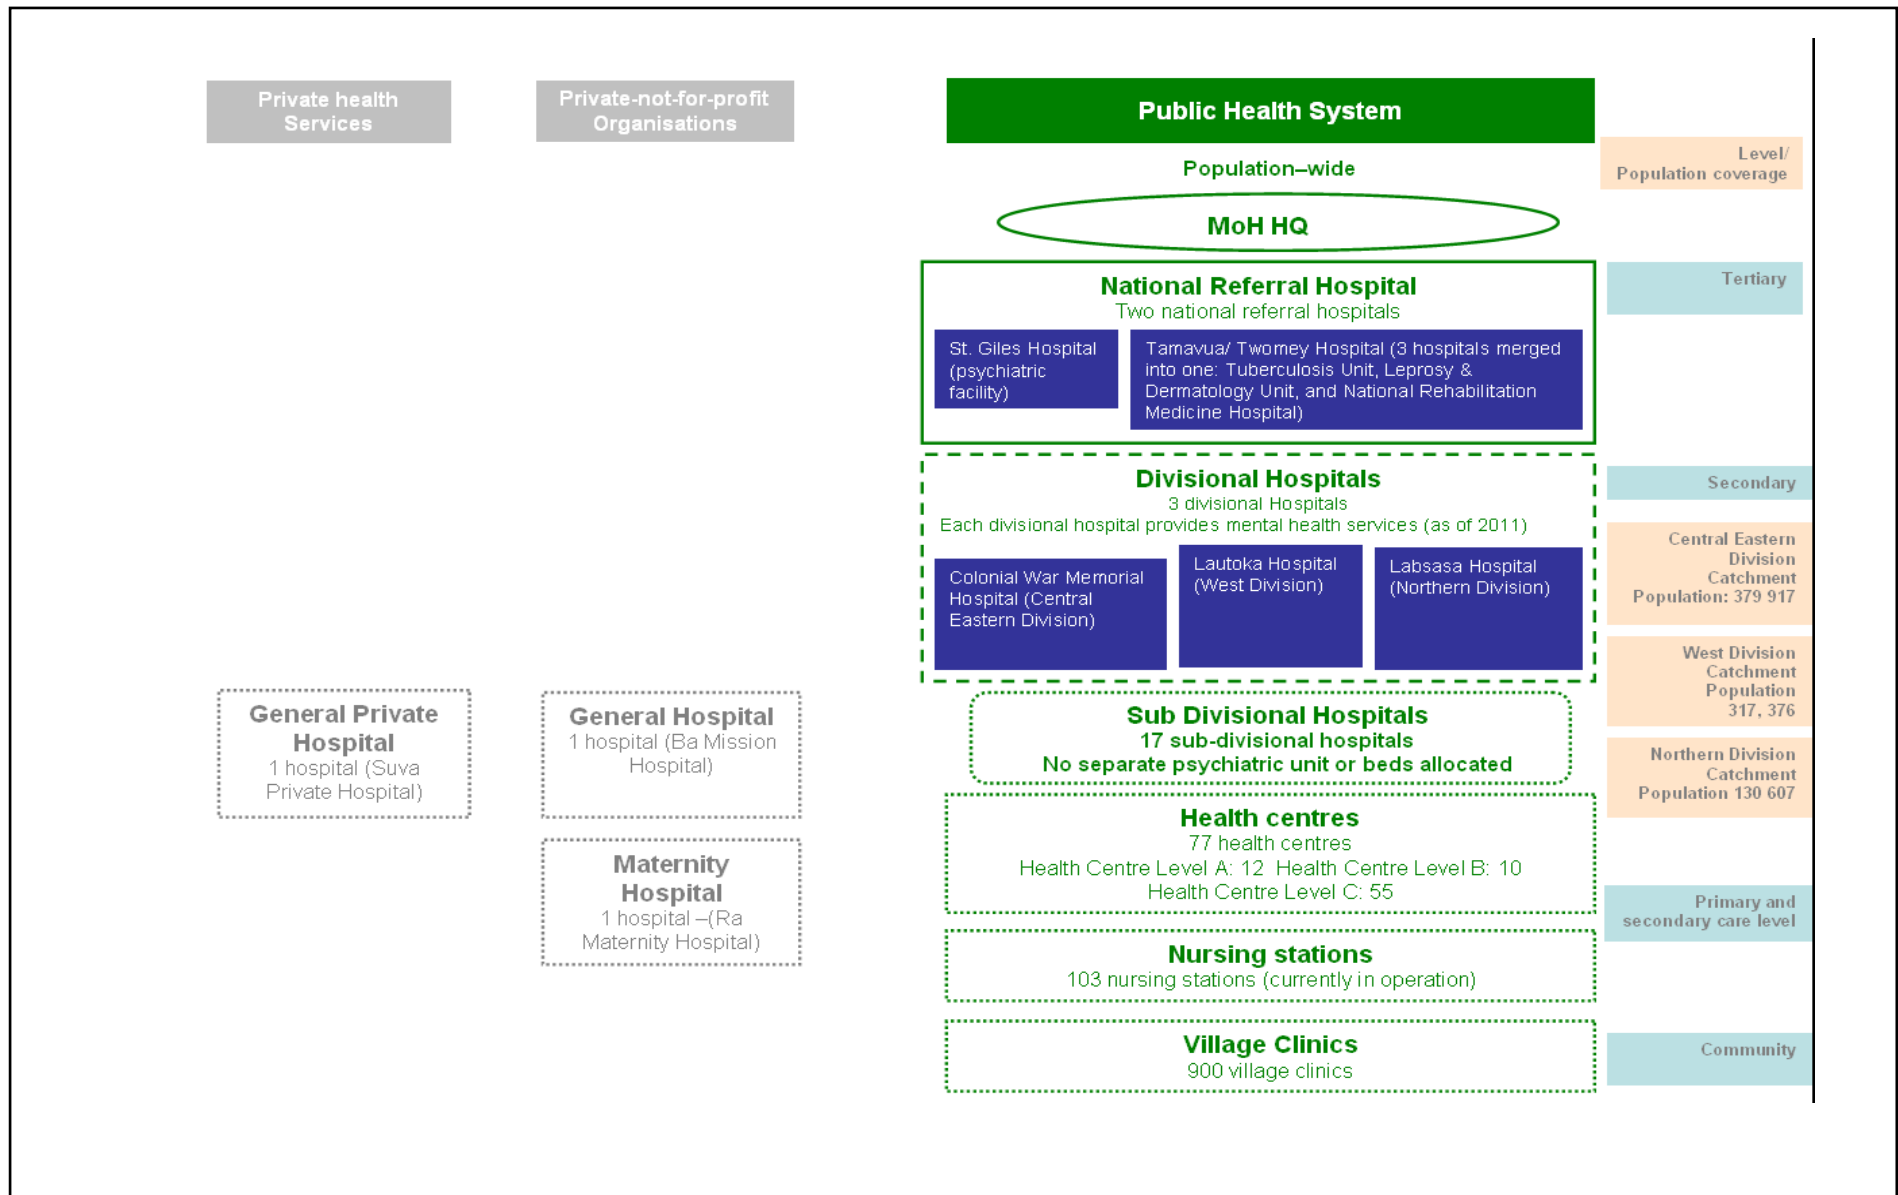 Private health
Services
Private-not-for-profit
Organisations
Public Health System
Level/
Population coverage
Population–wide
MoH HQ
National Referral Hospital
Two national referral hospitals
St. Giles Hospital
(psychiatric
facility)
Tamavua/ Twomey Hospital (3 hospitals merged
into one: Tuberculosis Unit, Leprosy &
Dermatology Unit, and National Rehabilitation
Medicine Hospital)
Tertiary
Divisional Hospitals
3 divisional Hospitals
Each divisional hospital provides mental health services (as of 2011)
Colonial War Memorial
Hospital (Central
Eastern Division)
Lautoka Hospital
(West Division)
Labsasa Hospital
(Northern Division)
Secondary
Central Eastern
Division
Catchment
Population: 379 917
West Division
Catchment
Population
317, 376
Northern Division
Catchment
Population 130 607
General Private
Hospital
1 hospital (Suva
Private Hospital)
General Hospital
1 hospital (Ba Mission
Hospital)
Maternity
Hospital
1 hospital –(Ra
Maternity Hospital)
Sub Divisional Hospitals
17 sub-divisional hospitals
No separate psychiatric unit or beds allocated
Health centres
77 health centres
Health Centre Level A: 12  Health Centre Level B: 10
Health Centre Level C: 55
Primary and
secondary care level
Nursing stations
103 nursing stations (currently in operation)
Village Clinics
900 village clinics
Community